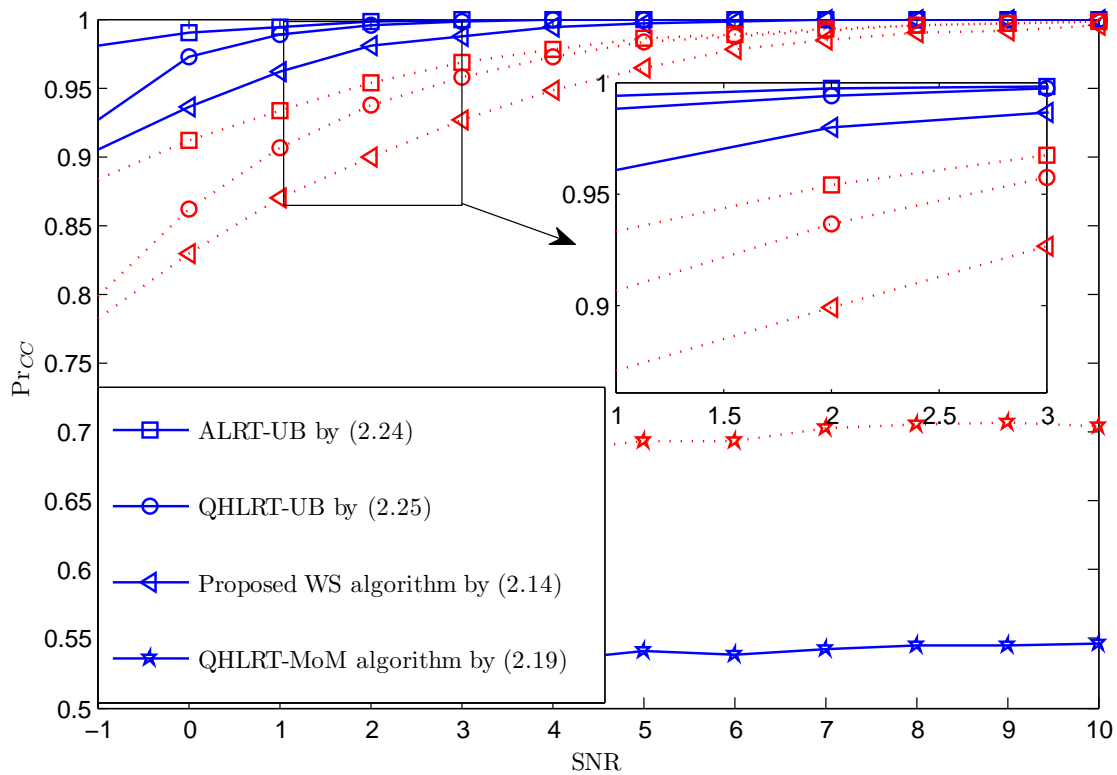 1
0.95
0.9
0.85
0.8
0.75
0.7
0.65
0.6
0.55
0.5
PrCC
−1 0 1 2 3 4 5 6 7 8 9 10
SNR
1
0.95
0.9
1 1.5 2 2.5 3
ALRT-UB by (2.24)
QHLRT-UB by (2.25)
Proposed WS algorithm by (2.14)
QHLRT-MoM algorithm by (2.19)